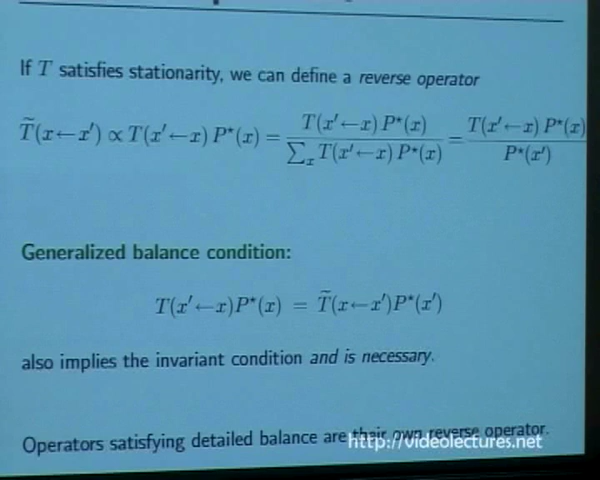 If T satisfies stationarity, we can define a reverse operator
T̃(x←x′) ∝ T(x′←x) P⋆(x) = T(x′←x) P⋆(x) / ∑ₓ T(x′←x) P⋆(x) = T(x′←x) P⋆(x) / P⋆(x′)
Generalized balance condition:
T(x′←x)P⋆(x) = T̃(x←x′)P⋆(x′)
also implies the invariant condition and is necessary.
Operators satisfying detailed balance are their own reverse operator.
http://videolectures.net